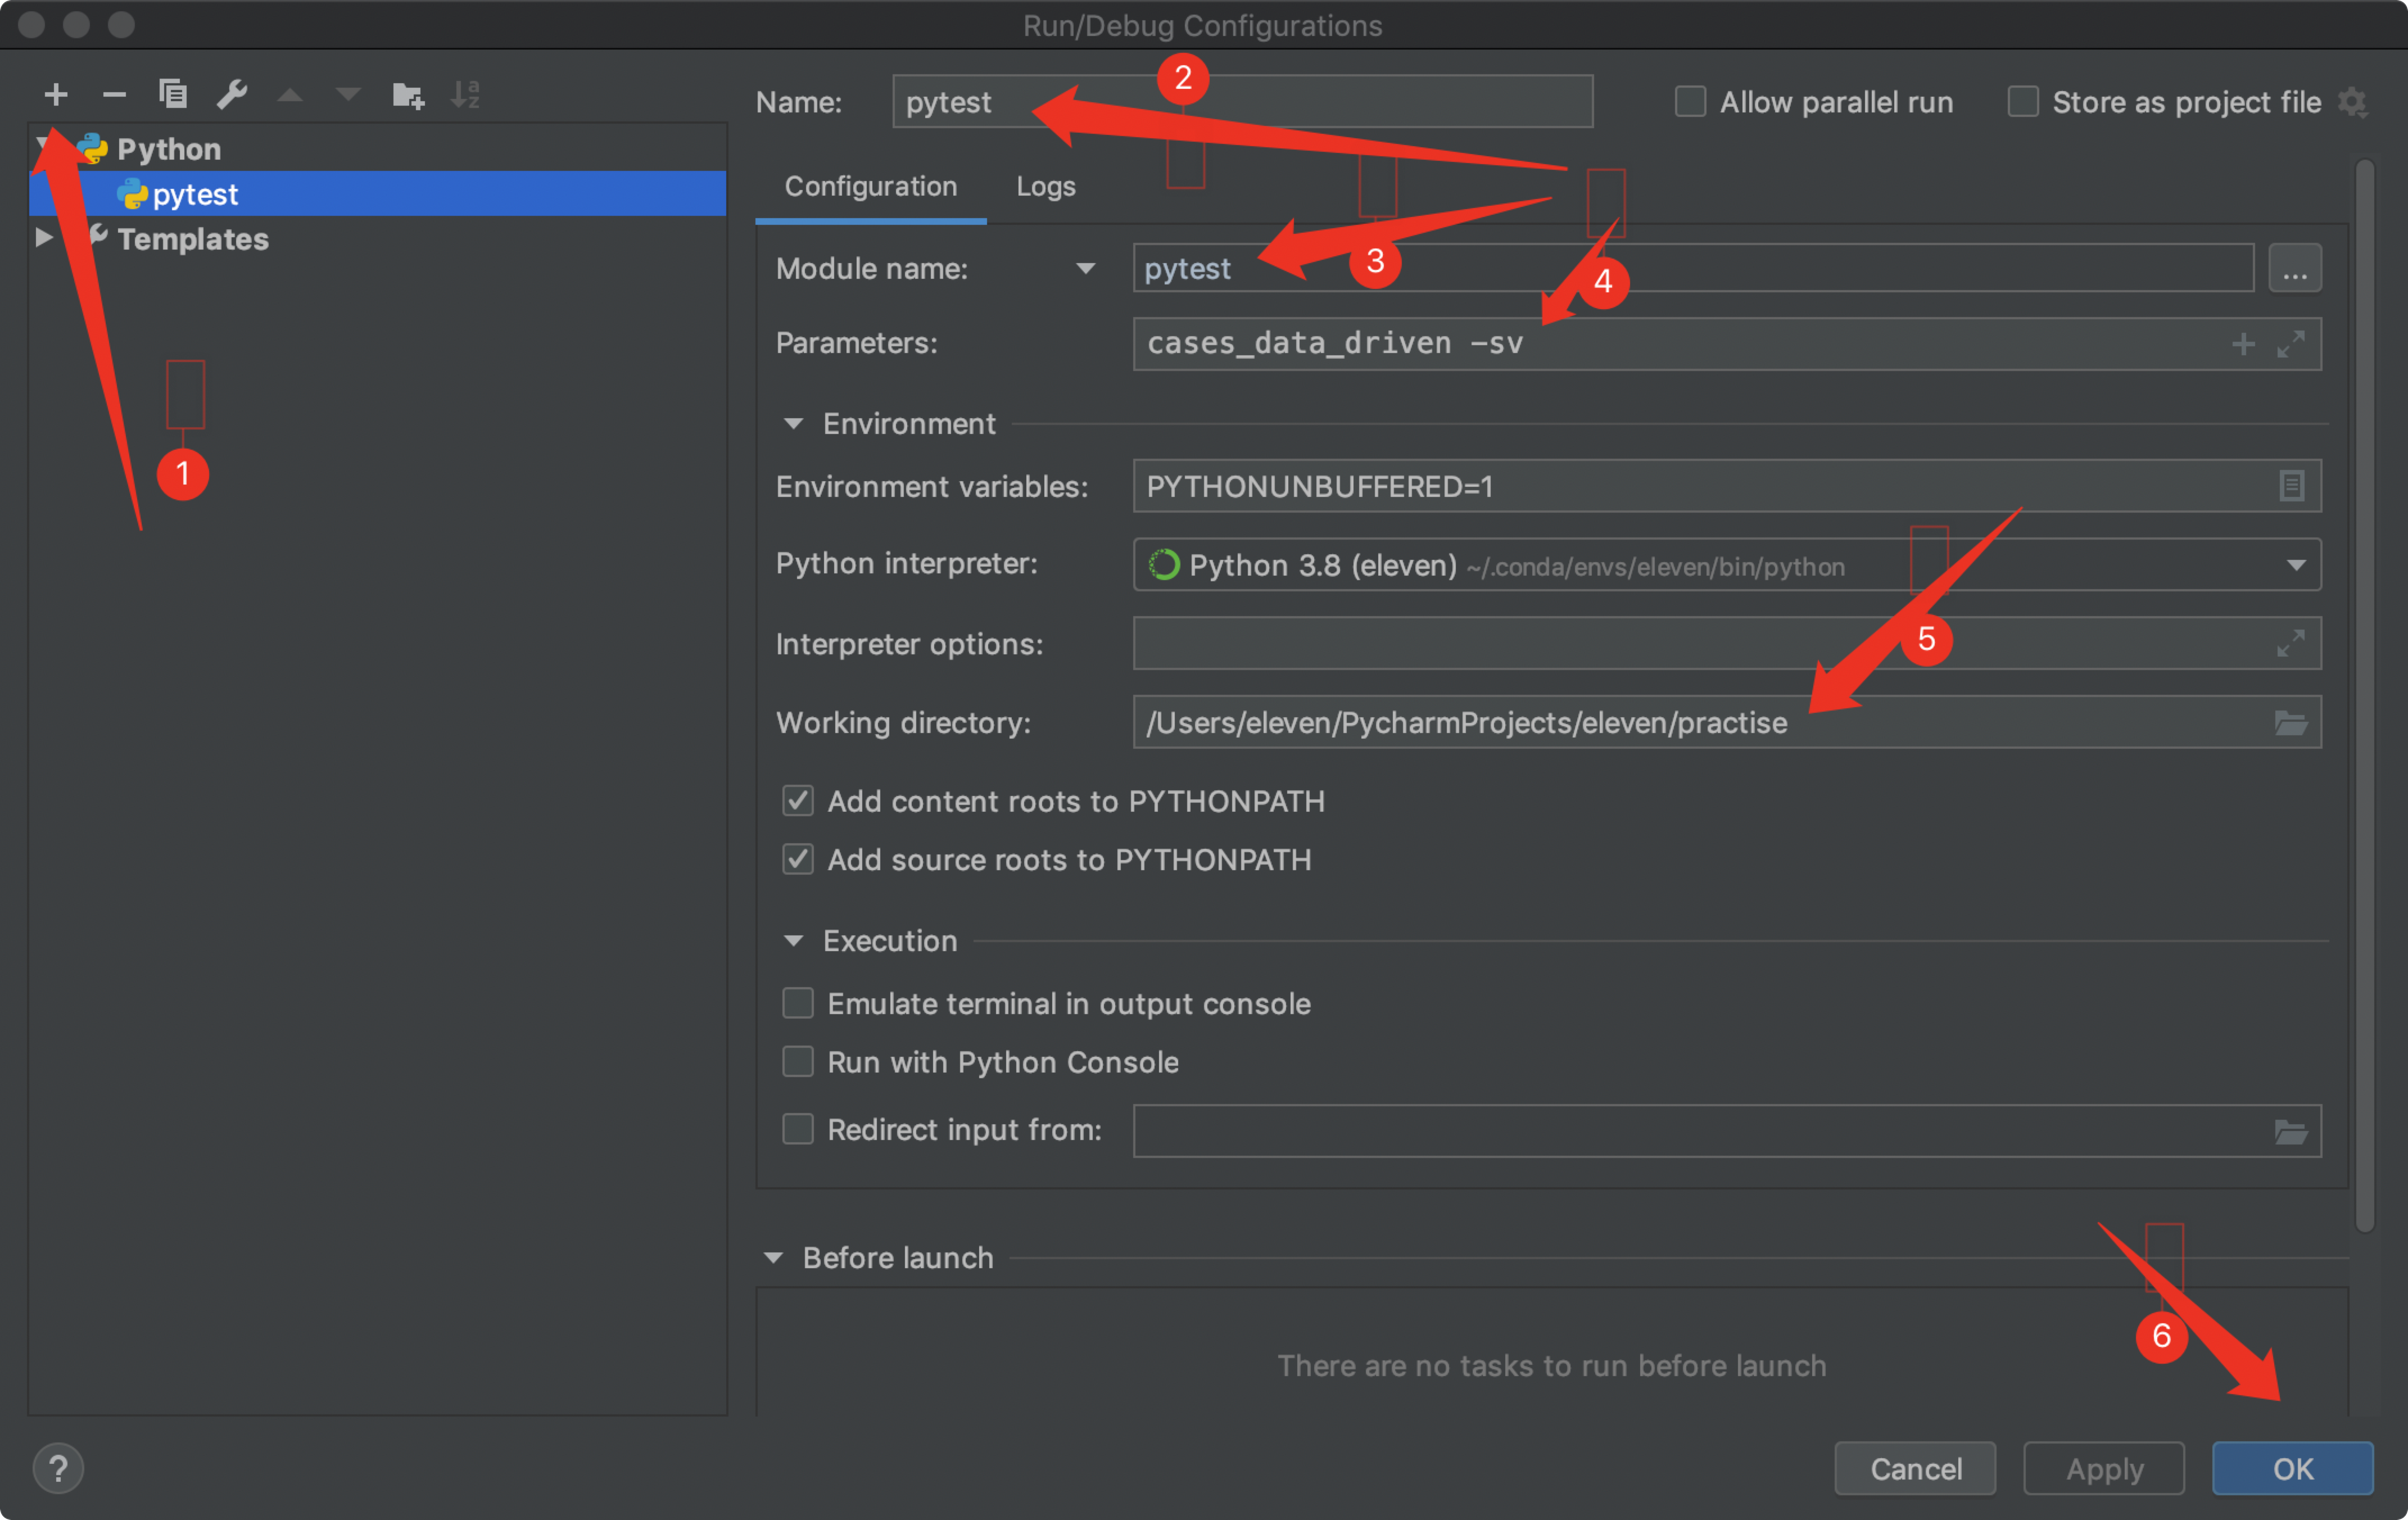 Run/Debug Configurations
Python
pytest
Templates
Name: pytest
Allow parallel run
Store as project file
Configuration
Logs
Module name: pytest ...
Parameters: cases_data_driven -sv
Environment
Environment variables: PYTHONUNBUFFERED=1
Python interpreter: Python 3.8 (eleven) ~/.conda/envs/eleven/bin/python
Interpreter options:
Working directory: /Users/eleven/PycharmProjects/eleven/practise
Add content roots to PYTHONPATH
Add source roots to PYTHONPATH
Execution
Emulate terminal in output console
Run with Python Console
Redirect input from:
Before launch
There are no tasks to run before launch
? Cancel Apply OK
1
2
3
4
5
6